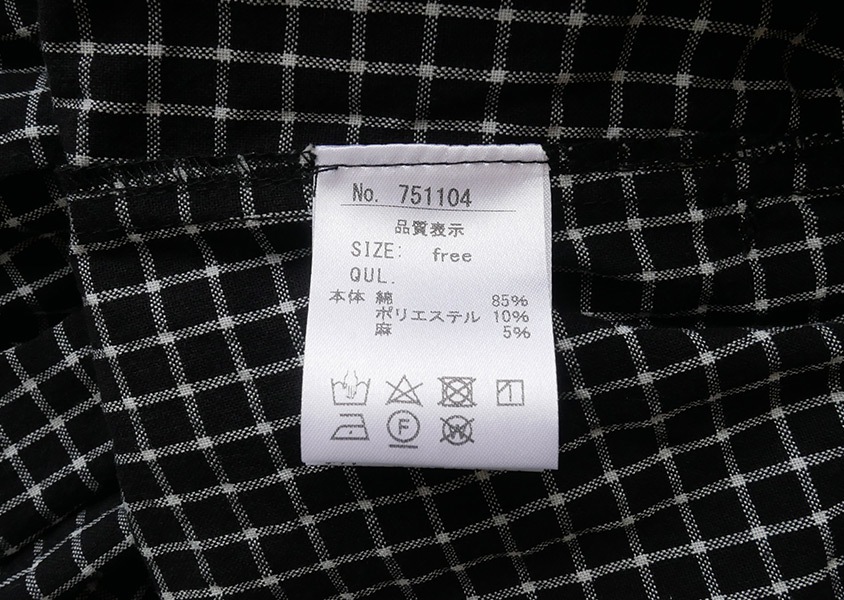 No. 751104
品質表示
SIZE: free
QUL.
本体 綿 85%
ポリエステル 10%
麻 5%
F
W